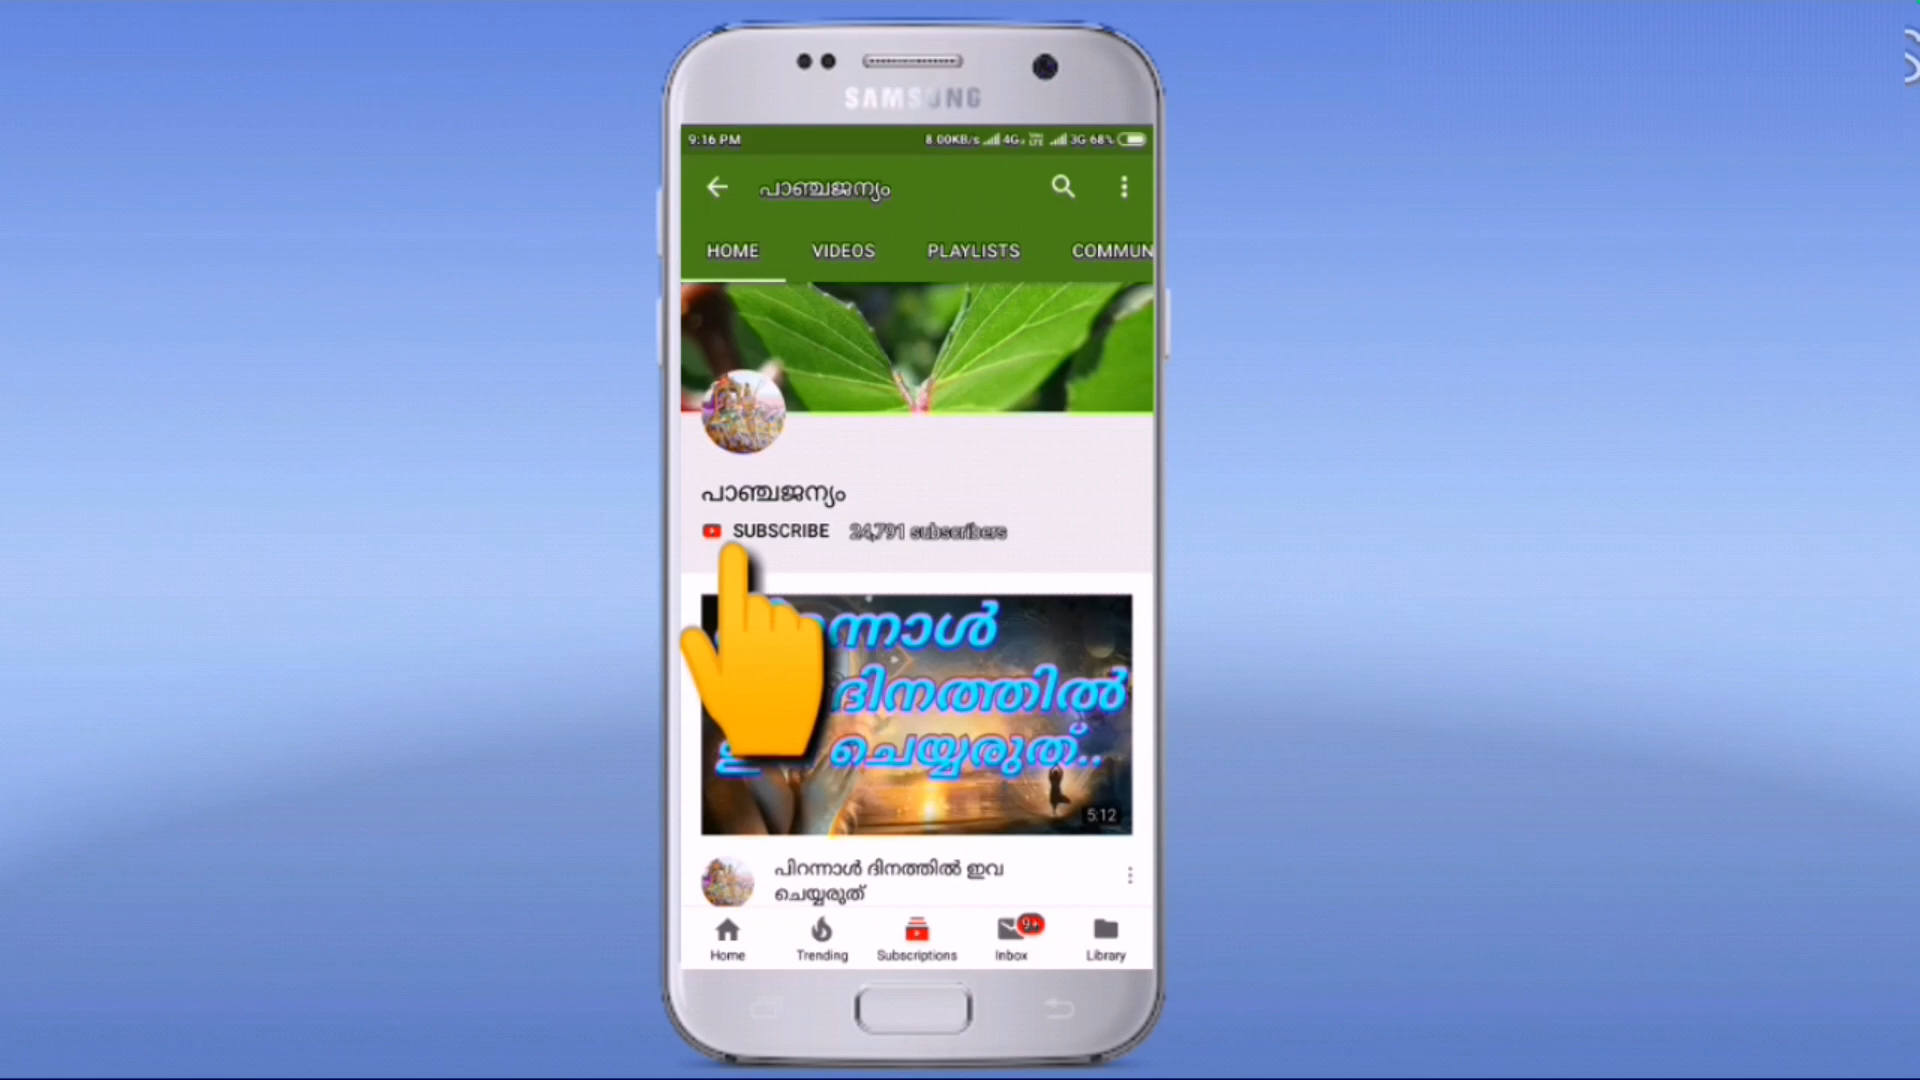 SAMSUNG
9:16 PM 8.00KB/s 4G VoLTE 3G 68%
പാഞ്ചജന്യം
HOME VIDEOS PLAYLISTS COMMUN
പാഞ്ചജന്യം
SUBSCRIBE 24,791 subscribers
ന്നാൾ
ദിനത്തിൽ
ചെയ്യരുത്..
5:12
പിറന്നാൾ ദിനത്തിൽ ഇവ
ചെയ്യരുത്
9+
Home Trending Subscriptions Inbox Library